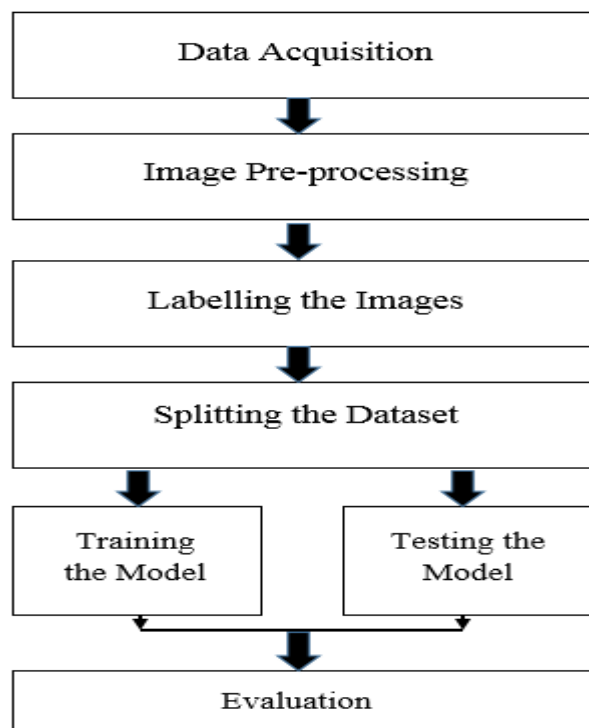 Data Acquisition
Image Pre-processing
Labelling the Images
Splitting the Dataset
Training
the Model
Testing the
Model
Evaluation